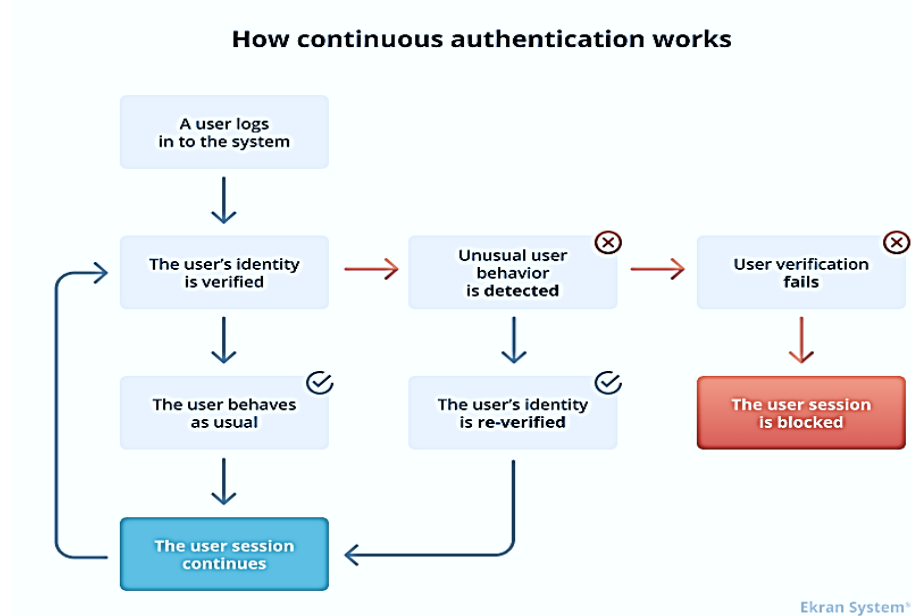 How continuous authentication works
A user logs
in to the system
The user's identity
is verified
Unusual user
behavior
is detected
User verification
fails
The user behaves
as usual
The user's identity
is re-verified
The user session
is blocked
The user session
continues
Ekran System®